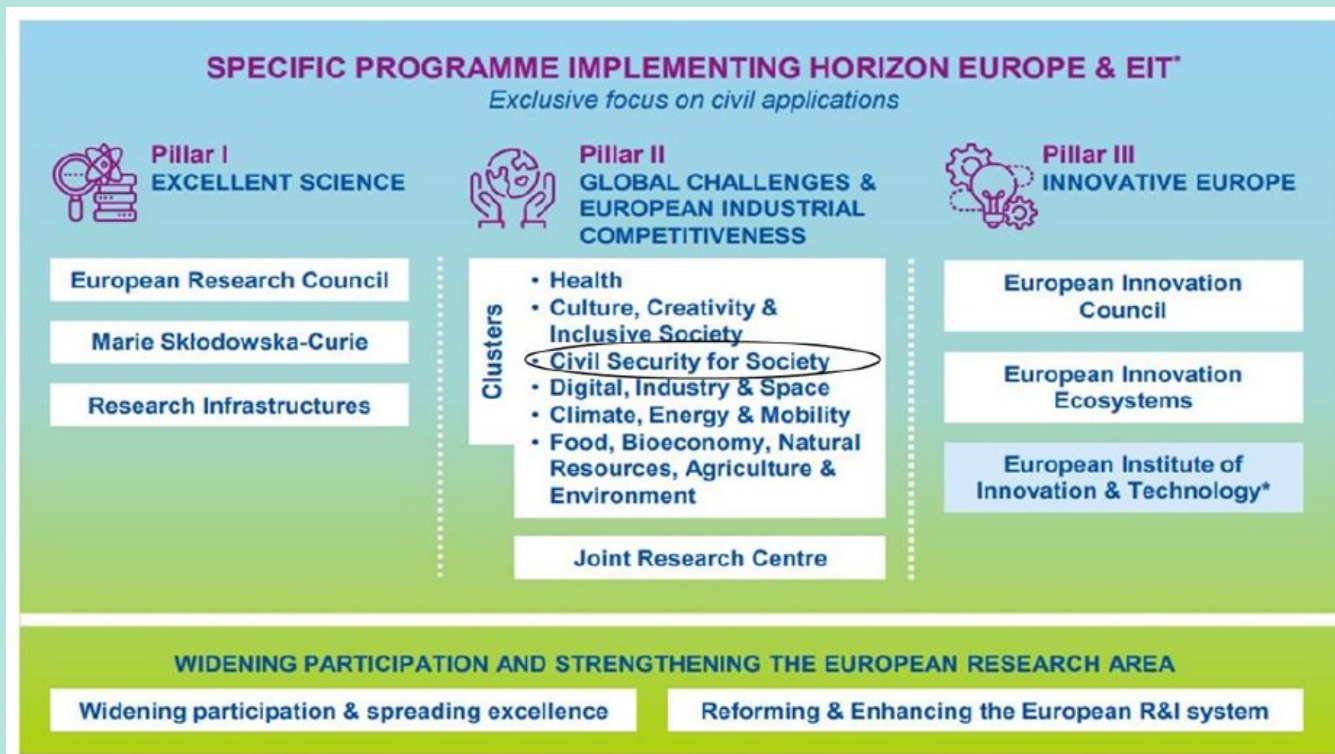 SPECIFIC PROGRAMME IMPLEMENTING HORIZON EUROPE & EIT*
Exclusive focus on civil applications
Pillar I
EXCELLENT SCIENCE
European Research Council
Marie Skłodowska-Curie
Research Infrastructures
Pillar II
GLOBAL CHALLENGES &
EUROPEAN INDUSTRIAL
COMPETITIVENESS
Clusters
• Health
• Culture, Creativity &
Inclusive Society
• Civil Security for Society
• Digital, Industry & Space
• Climate, Energy & Mobility
• Food, Bioeconomy, Natural
Resources, Agriculture &
Environment
Joint Research Centre
Pillar III
INNOVATIVE EUROPE
European Innovation
Council
European Innovation
Ecosystems
European Institute of
Innovation & Technology*
WIDENING PARTICIPATION AND STRENGTHENING THE EUROPEAN RESEARCH AREA
Widening participation & spreading excellence
Reforming & Enhancing the European R&I system